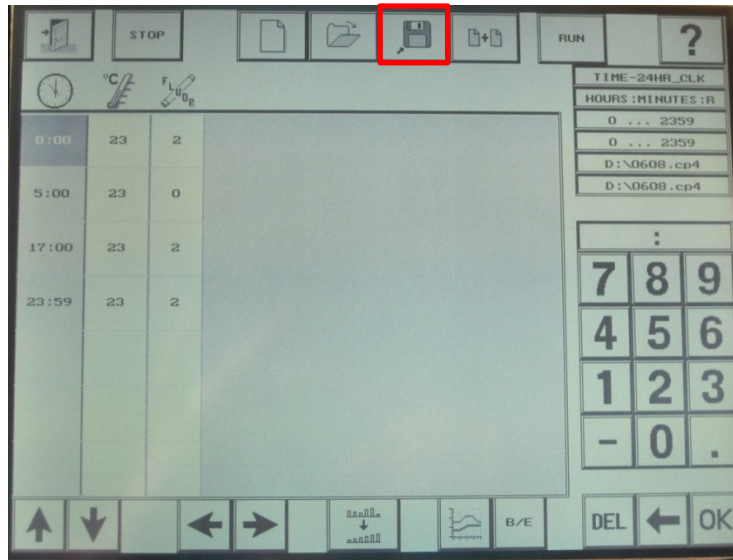 STOP
RUN
?
°C
FLUOR
TIME-24HR_CLK
HOURS:MINUTES:R
0 ... 2359
0 ... 2359
D:\0608.cp4
D:\0608.cp4
0:00 23 2
5:00 23 0
17:00 23 2
23:59 23 2
:
7 8 9
4 5 6
1 2 3
- 0 .
B/E
DEL
OK